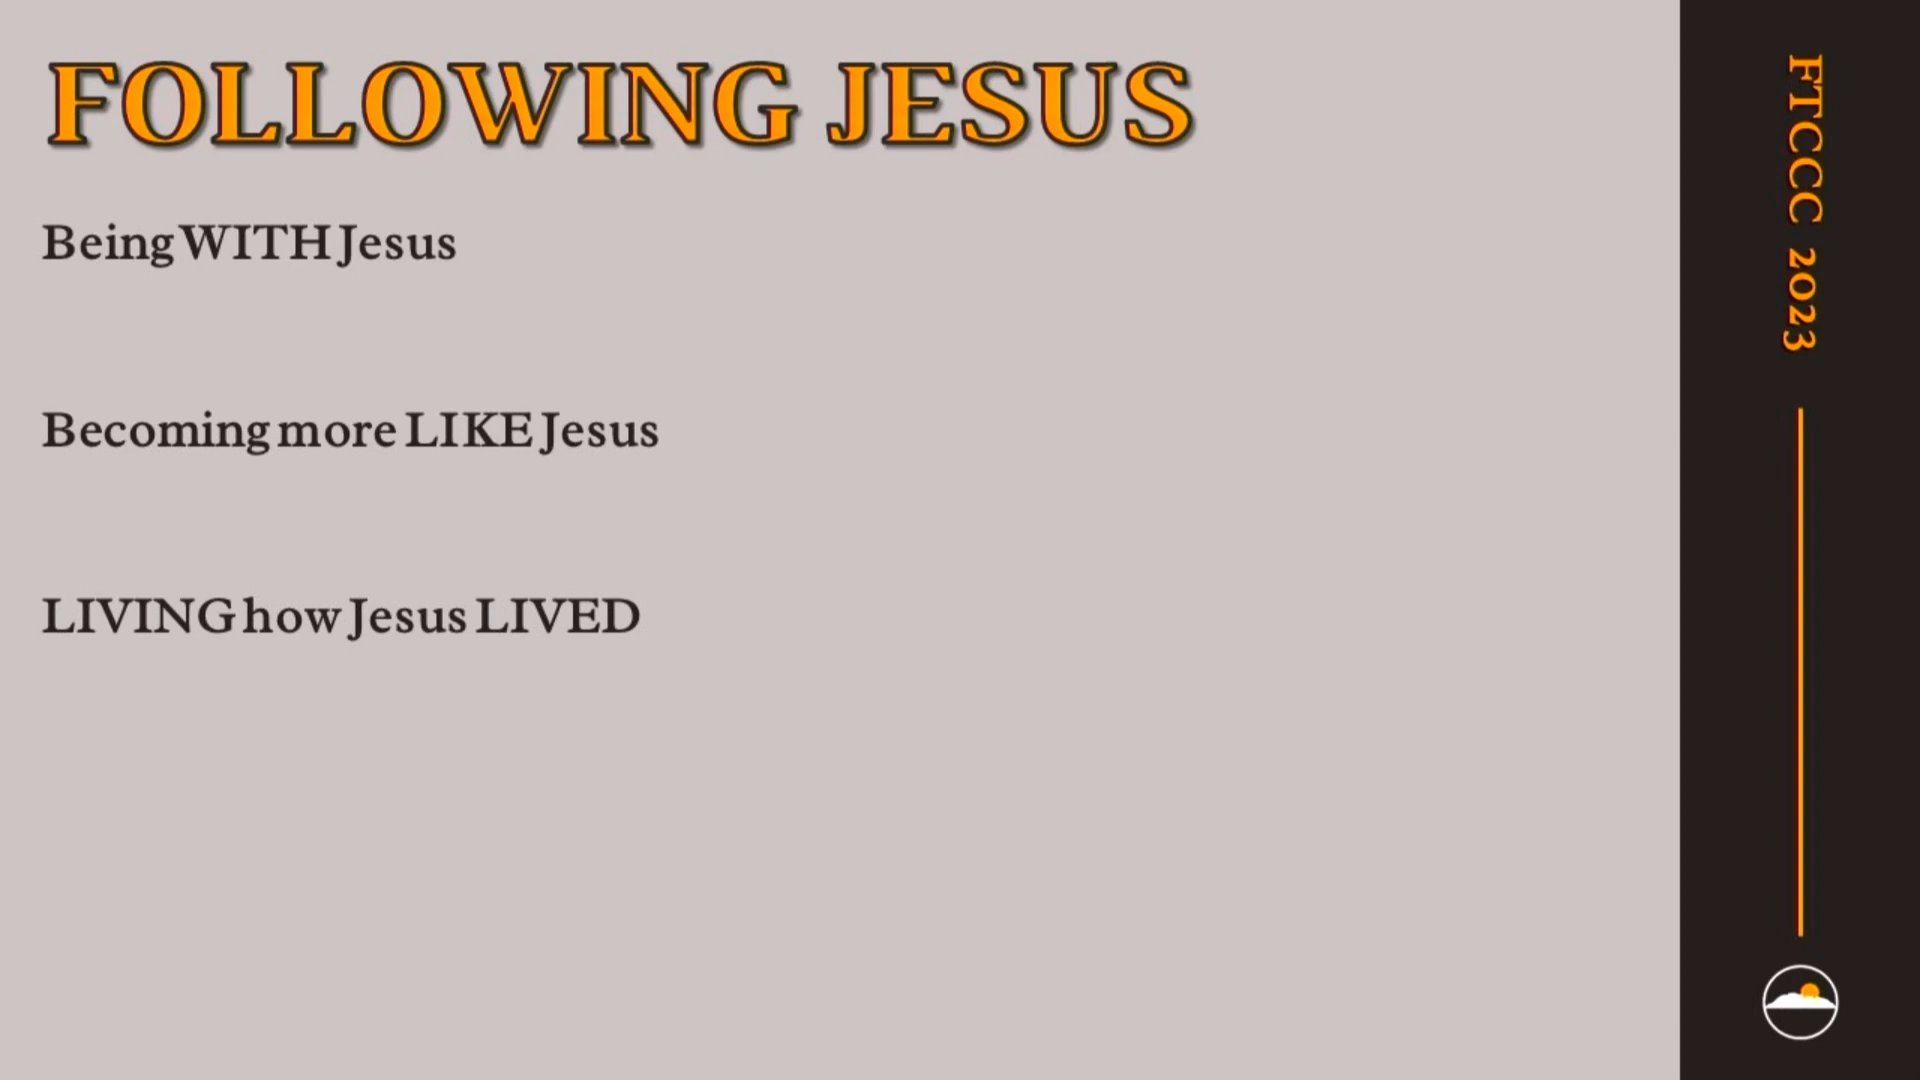 FOLLOWING JESUS
Being WITH Jesus
Becoming more LIKE Jesus
LIVING how Jesus LIVED
FTCCC 2023